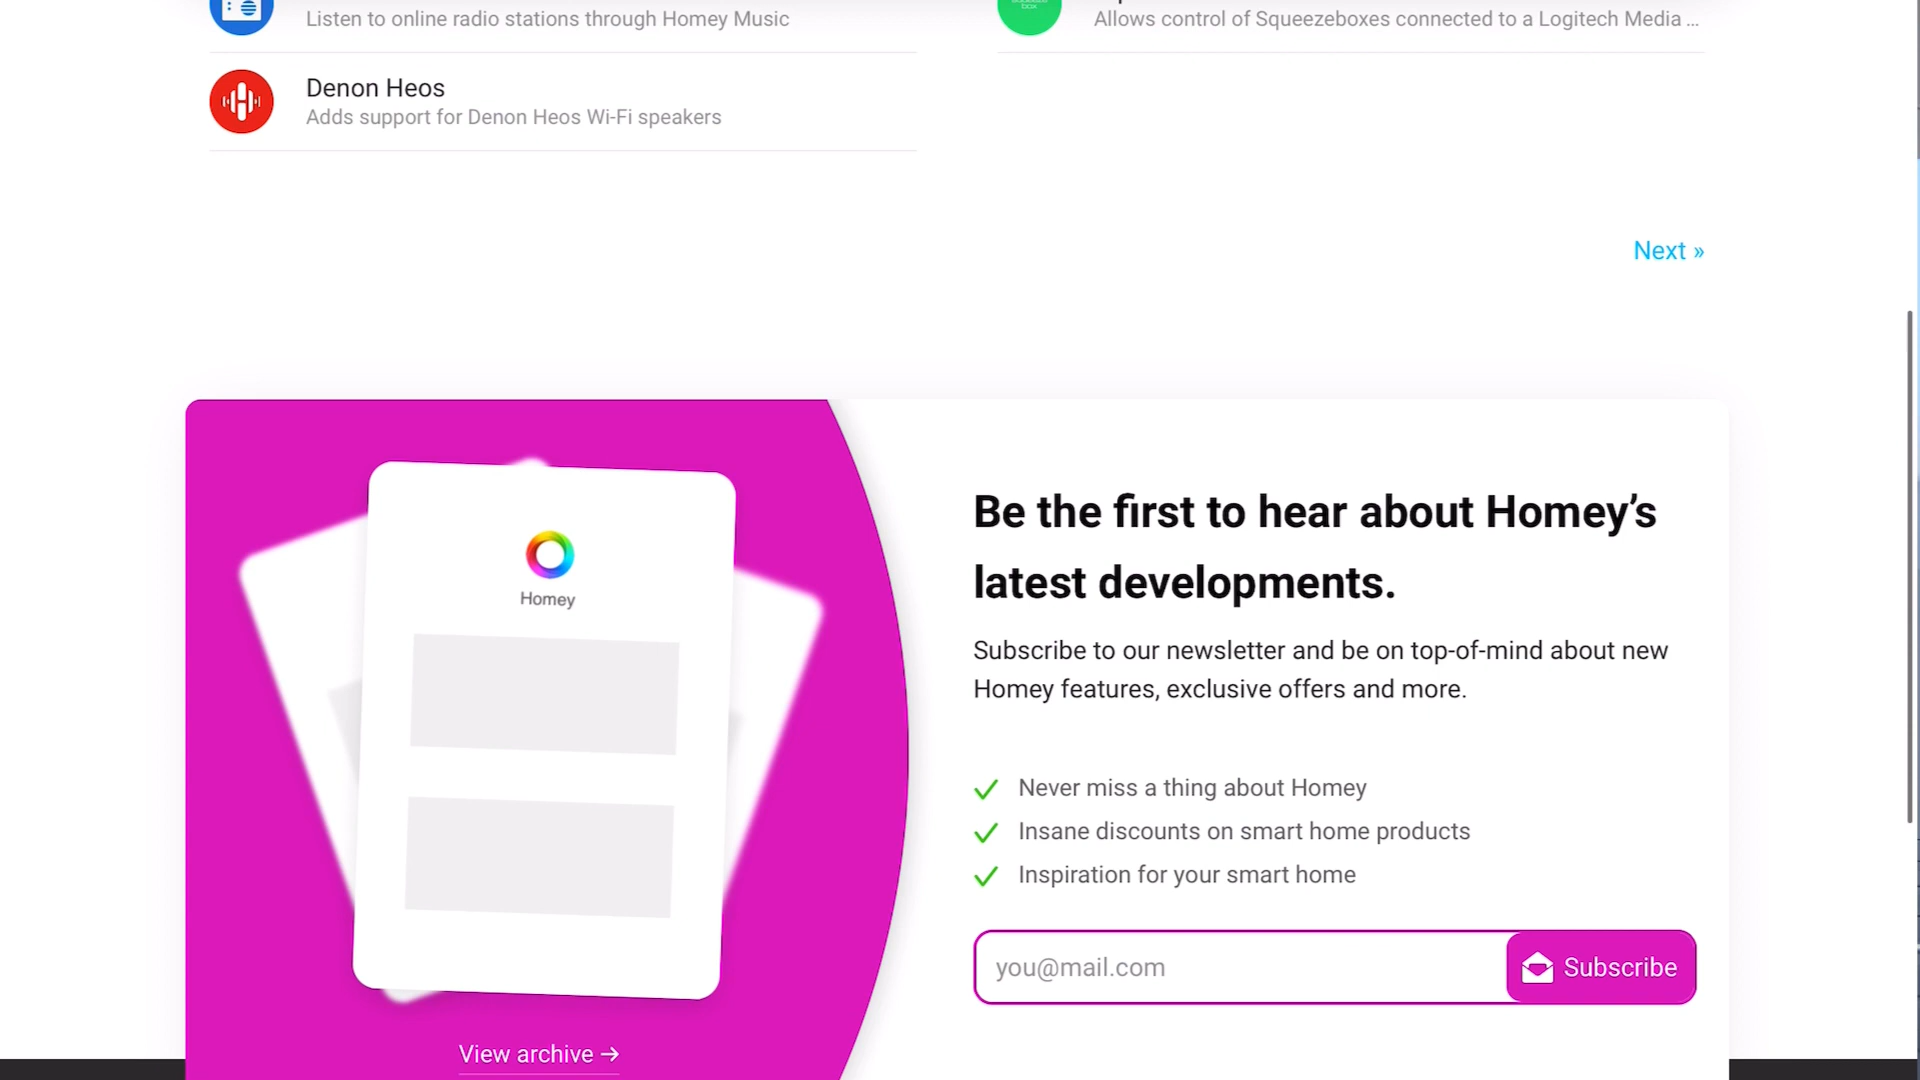 Listen to online radio stations through Homey Music
Allows control of Squeezeboxes connected to a Logitech Media ...
Denon Heos
Adds support for Denon Heos Wi-Fi speakers
Next »
Homey
Be the first to hear about Homey’s
latest developments.
Subscribe to our newsletter and be on top-of-mind about new
Homey features, exclusive offers and more.
Never miss a thing about Homey
Insane discounts on smart home products
Inspiration for your smart home
you@mail.com
Subscribe
View archive →